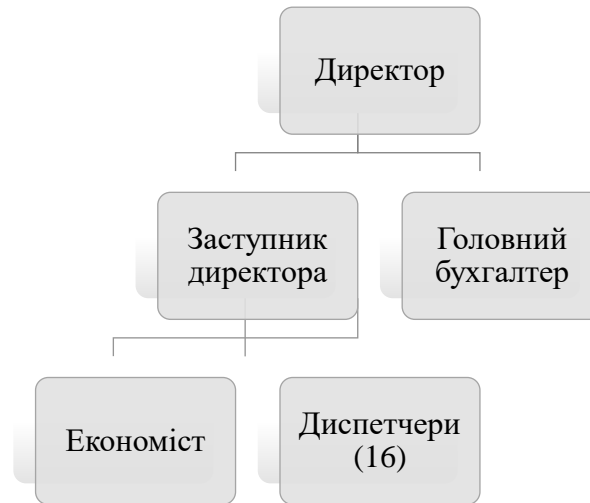 Директор
Заступник
директора
Головний
бухгалтер
Економіст
Диспетчери
(16)